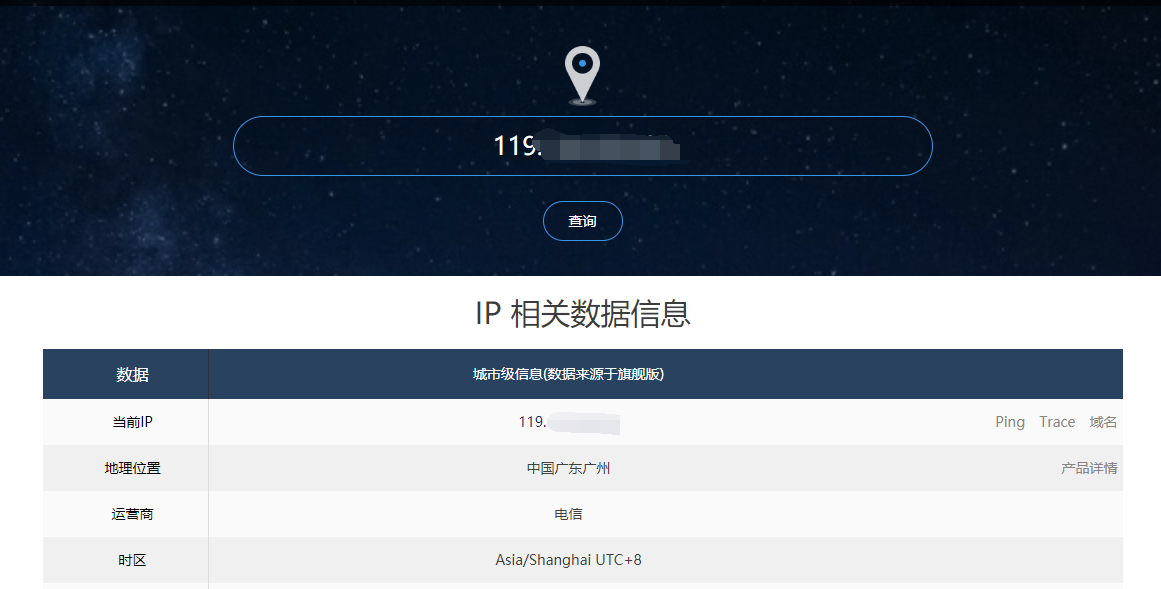 119.
查询
IP 相关数据信息
数据 城市级信息(数据来源于旗舰版)
当前IP 119. Ping Trace 域名
地理位置 中国广东广州 产品详情
运营商 电信
时区 Asia/Shanghai UTC+8